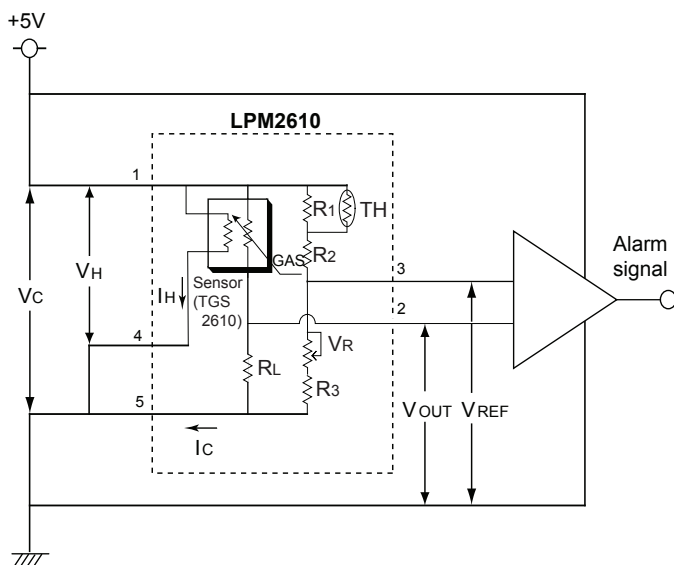 +5V
LPM2610
1
R1
TH
R2
GAS
3
Alarm
signal
Sensor
(TGS
2610)
2
VH
VC
IH
4
VR
RL
R3
VOUT
VREF
5
IC